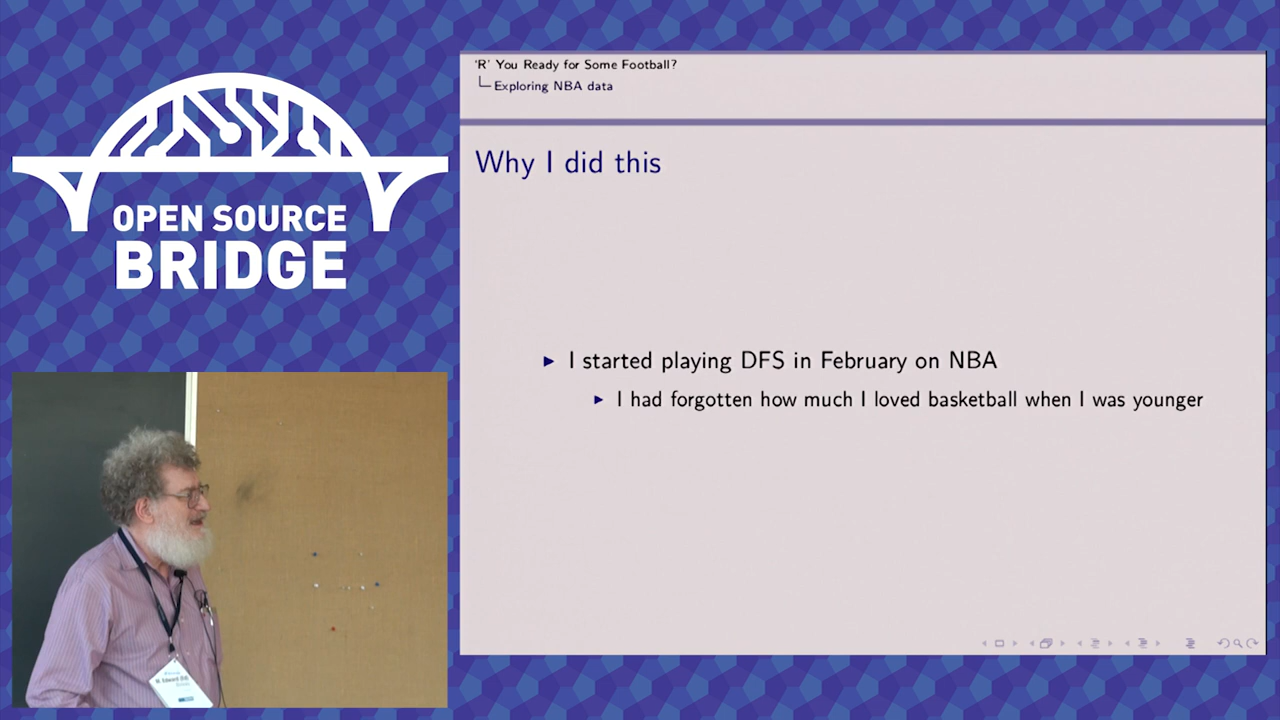 OPEN SOURCE
BRIDGE
'R' You Ready for Some Football?
Exploring NBA data
Why I did this
I started playing DFS in February on NBA
I had forgotten how much I loved basketball when I was younger
W. Edward